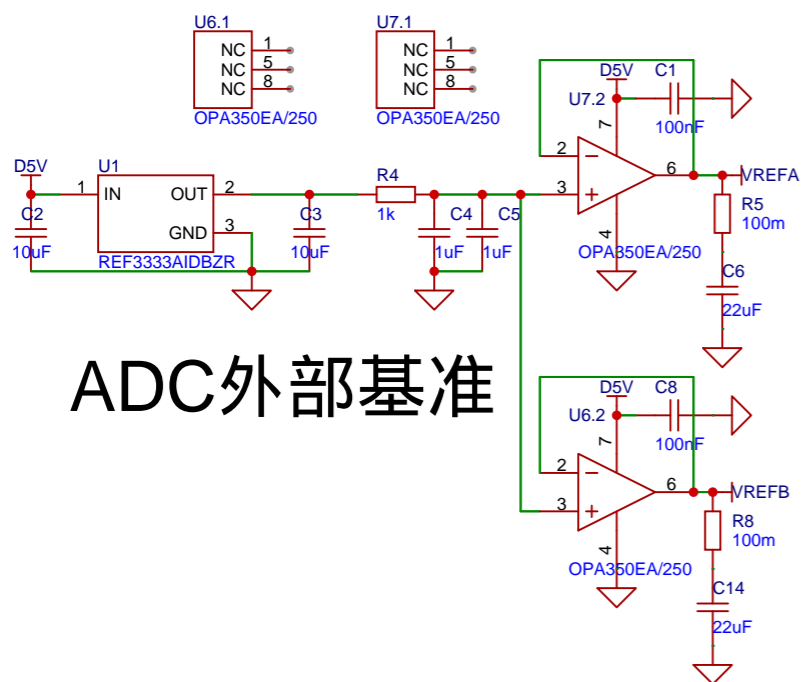 U6.1
NC 1
NC 5
NC 8
OPA350EA/250
U7.1
NC 1
NC 5
NC 8
OPA350EA/250
D5V
C1
U7.2
100nF
7
2
3
6
4
VREFA
OPA350EA/250
R5
100m
C6
22uF
D5V
C2
10uF
U1
1 IN
OUT 2
GND 3
REF3333AIDBZR
C3
10uF
R4
1k
C4
1uF
C5
1uF
ADC外部基准
D5V
C8
U6.2
100nF
7
2
3
6
4
VREFB
OPA350EA/250
R8
100m
C14
22uF